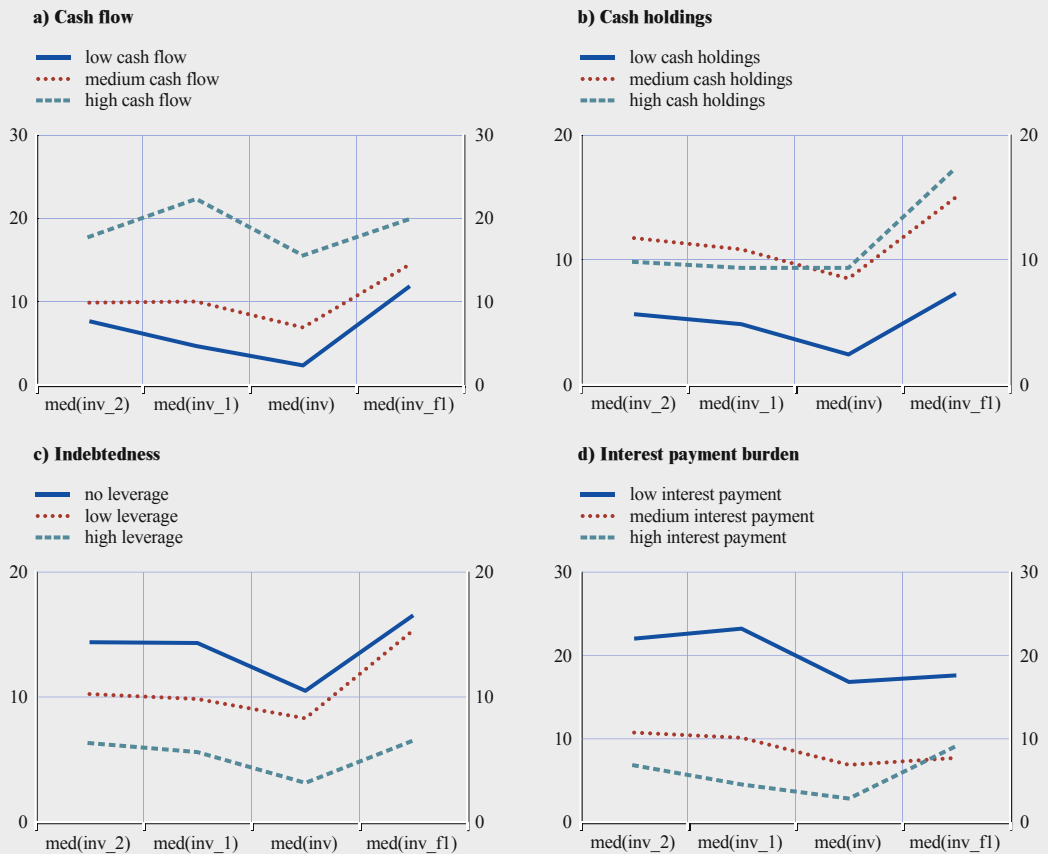 a) Cash flow
low cash flow
medium cash flow
high cash flow
30 30
20 20
10 10
0 0
med(inv_2) med(inv_1) med(inv) med(inv_f1)
b) Cash holdings
low cash holdings
medium cash holdings
high cash holdings
20 20
10 10
0 0
med(inv_2) med(inv_1) med(inv) med(inv_f1)
c) Indebtedness
no leverage
low leverage
high leverage
20 20
10 10
0 0
med(inv_2) med(inv_1) med(inv) med(inv_f1)
d) Interest payment burden
low interest payment
medium interest payment
high interest payment
30 30
20 20
10 10
0 0
med(inv_2) med(inv_1) med(inv) med(inv_f1)